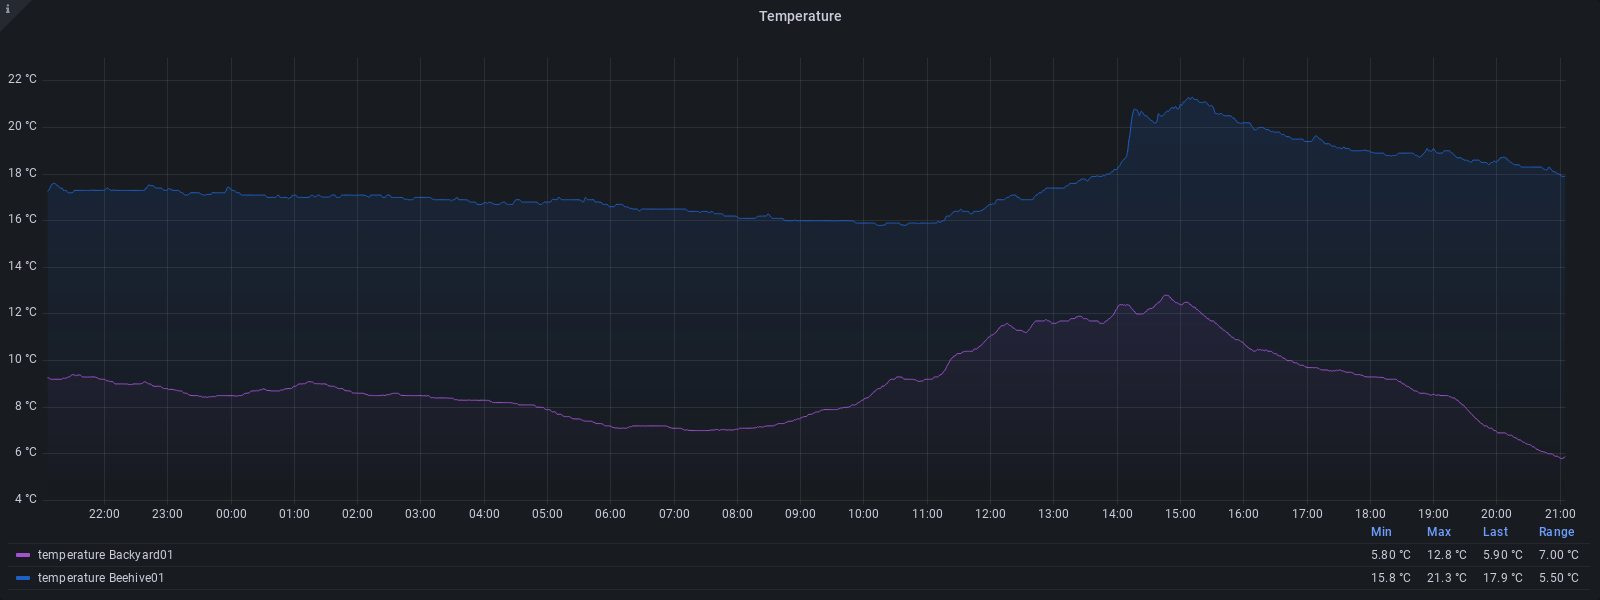 i
Temperature
22 °C
20 °C
18 °C
16 °C
14 °C
12 °C
10 °C
8 °C
6 °C
4 °C
22:00 23:00 00:00 01:00 02:00 03:00 04:00 05:00 06:00 07:00 08:00 09:00 10:00 11:00 12:00 13:00 14:00 15:00 16:00 17:00 18:00 19:00 20:00 21:00
Min Max Last Range
temperature Backyard01 5.80 °C 12.8 °C 5.90 °C 7.00 °C
temperature Beehive01 15.8 °C 21.3 °C 17.9 °C 5.50 °C